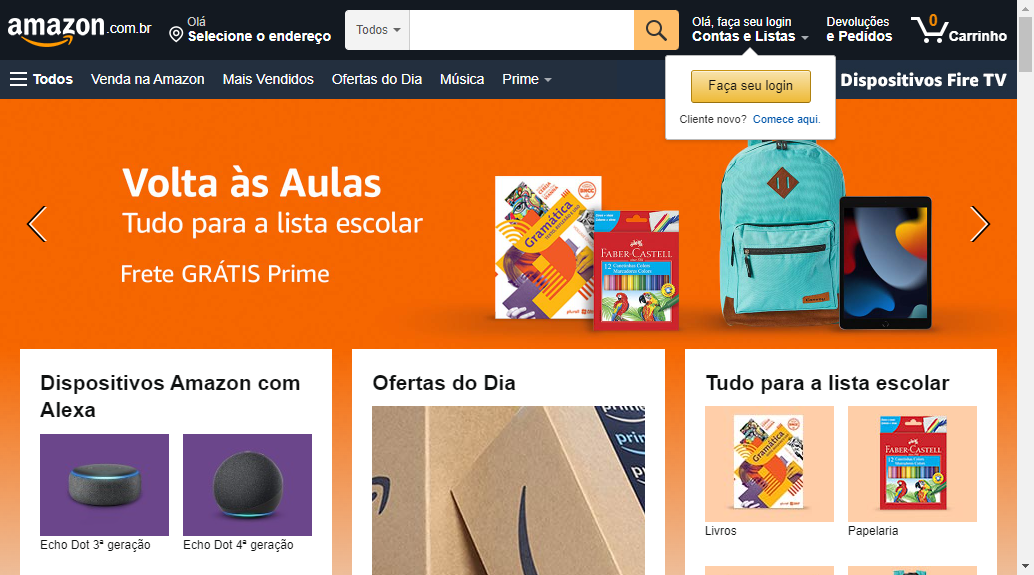 amazon.com.br
Olá
Selecione o endereço
Todos
Olá, faça seu login
Contas e Listas
Devoluções
e Pedidos
0
Carrinho
Todos
Venda na Amazon
Mais Vendidos
Ofertas do Dia
Música
Prime
Dispositivos Fire TV
Faça seu login
Cliente novo? Comece aqui.
Volta às Aulas
Tudo para a lista escolar
Frete GRÁTIS Prime
Gramática
FABER-CASTELL
Dispositivos Amazon com
Alexa
Ofertas do Dia
Tudo para a lista escolar
prime
Gramática
FABER-CASTELL
Echo Dot 3ª geração
Echo Dot 4ª geração
Livros
Papelaria